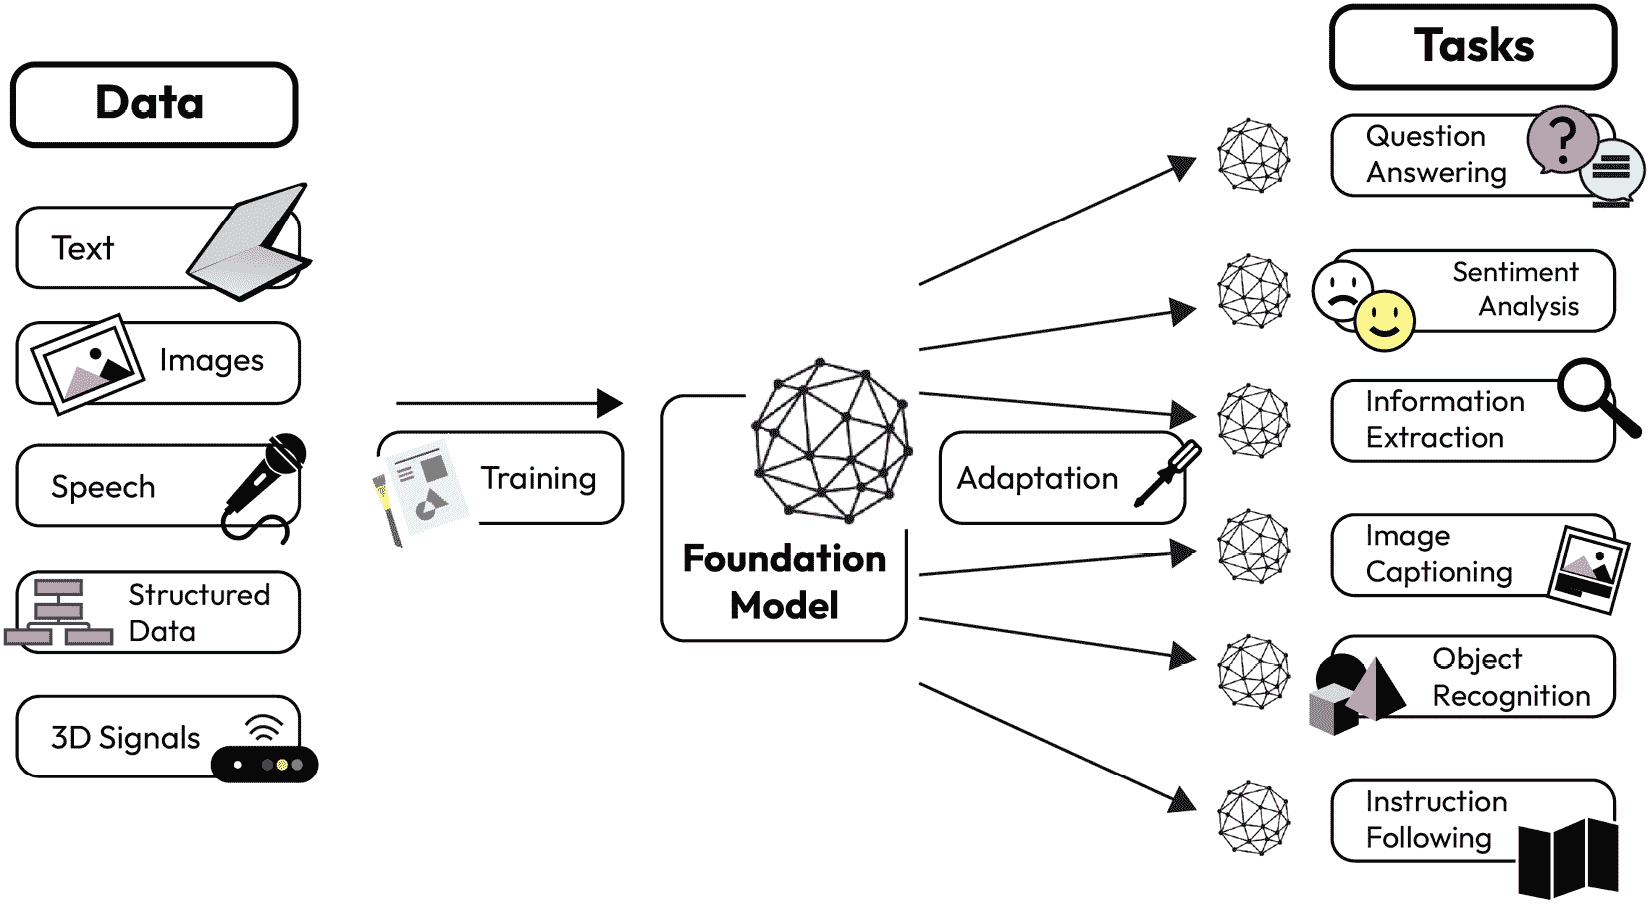 Data
Text
Images
Speech
Structured
Data
3D Signals
Training
Foundation
Model
Adaptation
Tasks
Question
Answering
?
Sentiment
Analysis
Information
Extraction
Image
Captioning
Object
Recognition
Instruction
Following